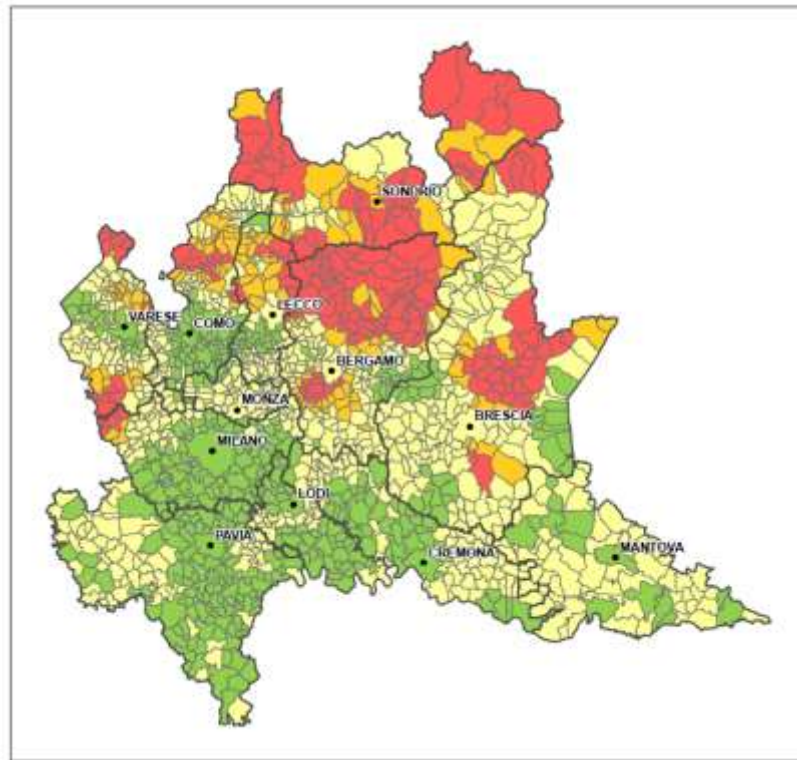 SONDRIO
LECCO
VARESE
COMO
BERGAMO
MONZA
BRESCIA
MILANO
LODI
PAVIA
CREMONA
MANTOVA